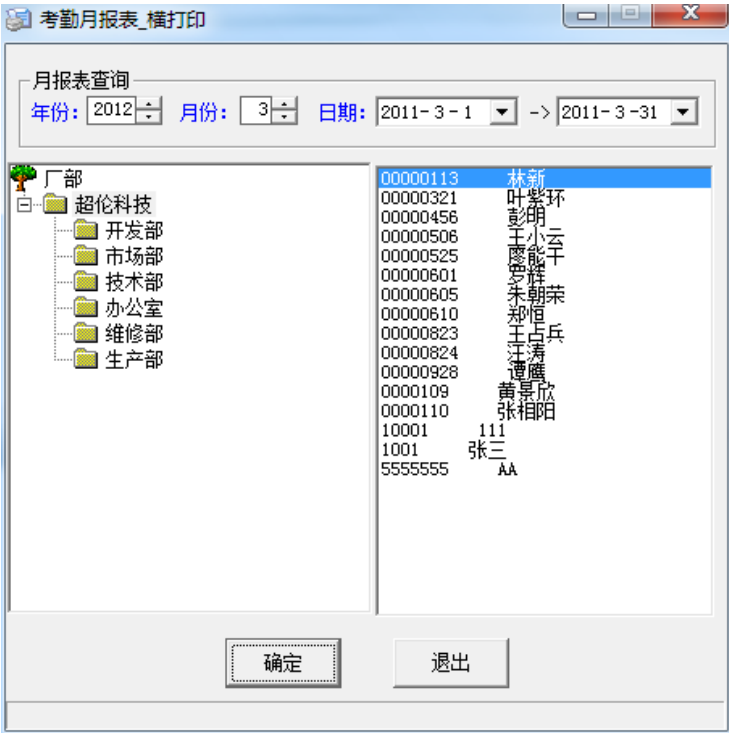 考勤月报表_横打印
月报表查询
年份: 2012 月份: 3 日期: 2011- 3 - 1 -> 2011- 3 -31
厂部
超伦科技
开发部
市场部
技术部
办公室
维修部
生产部
00000113 林新
00000321 叶紫环
00000456 彭明
00000506 王小云
00000525 廖能干
00000601 罗辉
00000605 朱朝荣
00000610 郑恒
00000823 王占兵
00000824 汪涛
00000928 谭鹰
0000109 黄景欣
0000110 张相阳
10001 111
1001 张三
5555555 AA
确定 退出